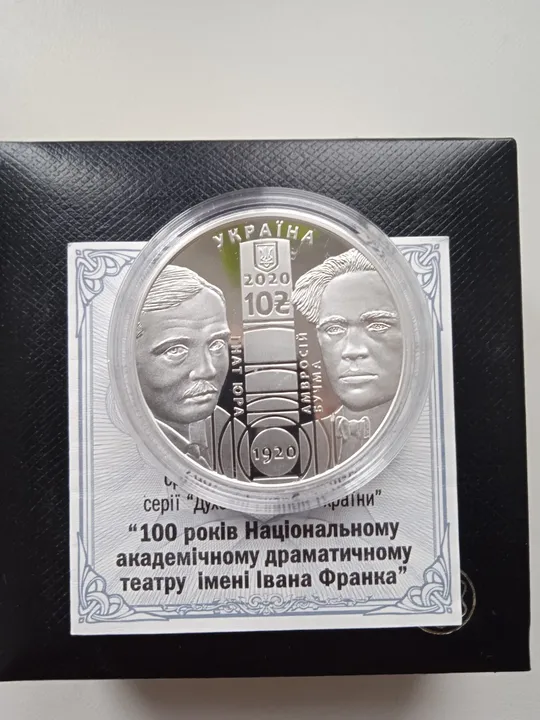 УКРАЇНА
2020
10₴
ГНАТ ЮРА
АМВРОСІЙ
БУЧМА
1920
серії
"100 років Національному
академічному драматичному
театру імені Івана Франка"